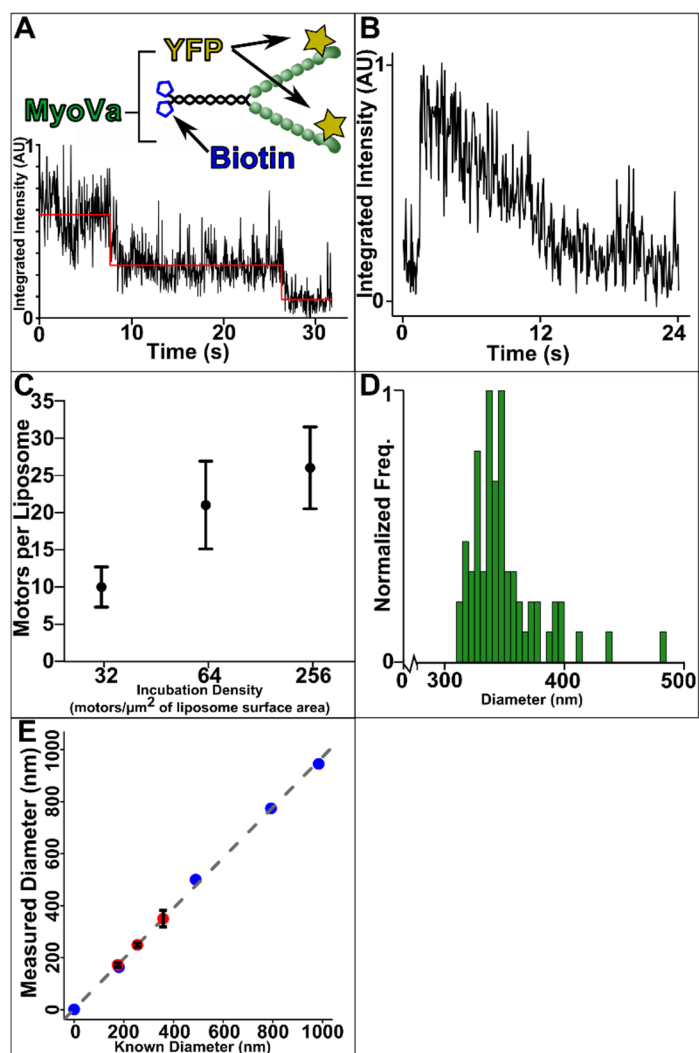 A
YFP
MyoVa
Biotin
Integrated Intensity (AU)
1
0
0
10
20
30
Time (s)
B
Integrated Intensity (AU)
1
0
0
12
24
Time (s)
C
Motors per Liposome
35
30
25
20
15
10
5
0
32
64
256
Incubation Density
(motors/µm² of liposome surface area)
D
Normalized Freq.
1
0
0
300
400
500
Diameter (nm)
E
Measured Diameter (nm)
1000
800
600
400
200
0
0
200
400
600
800
1000
Known Diameter (nm)